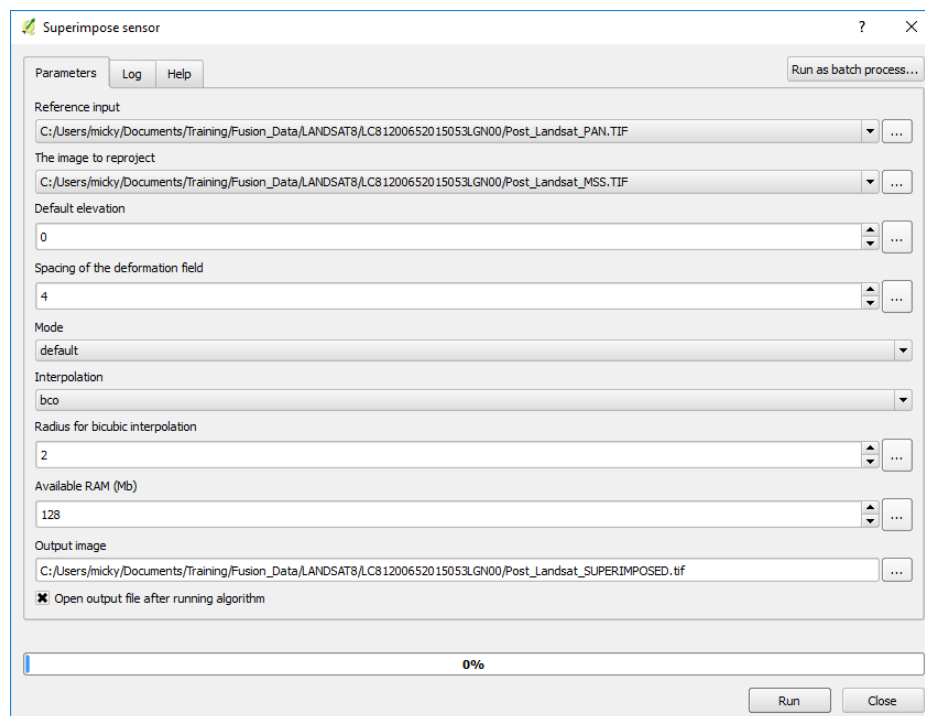 Superimpose sensor
?
Parameters
Log
Help
Run as batch process...
Reference input
C:/Users/micky/Documents/Training/Fusion_Data/LANDSAT8/LC81200652015053LGN00/Post_Landsat_PAN.TIF
...
The image to reproject
C:/Users/micky/Documents/Training/Fusion_Data/LANDSAT8/LC81200652015053LGN00/Post_Landsat_MSS.TIF
...
Default elevation
0
...
Spacing of the deformation field
4
...
Mode
default
Interpolation
bco
Radius for bicubic interpolation
2
...
Available RAM (Mb)
128
...
Output image
C:/Users/micky/Documents/Training/Fusion_Data/LANDSAT8/LC81200652015053LGN00/Post_Landsat_SUPERIMPOSED.tif
...
Open output file after running algorithm
0%
Run
Close